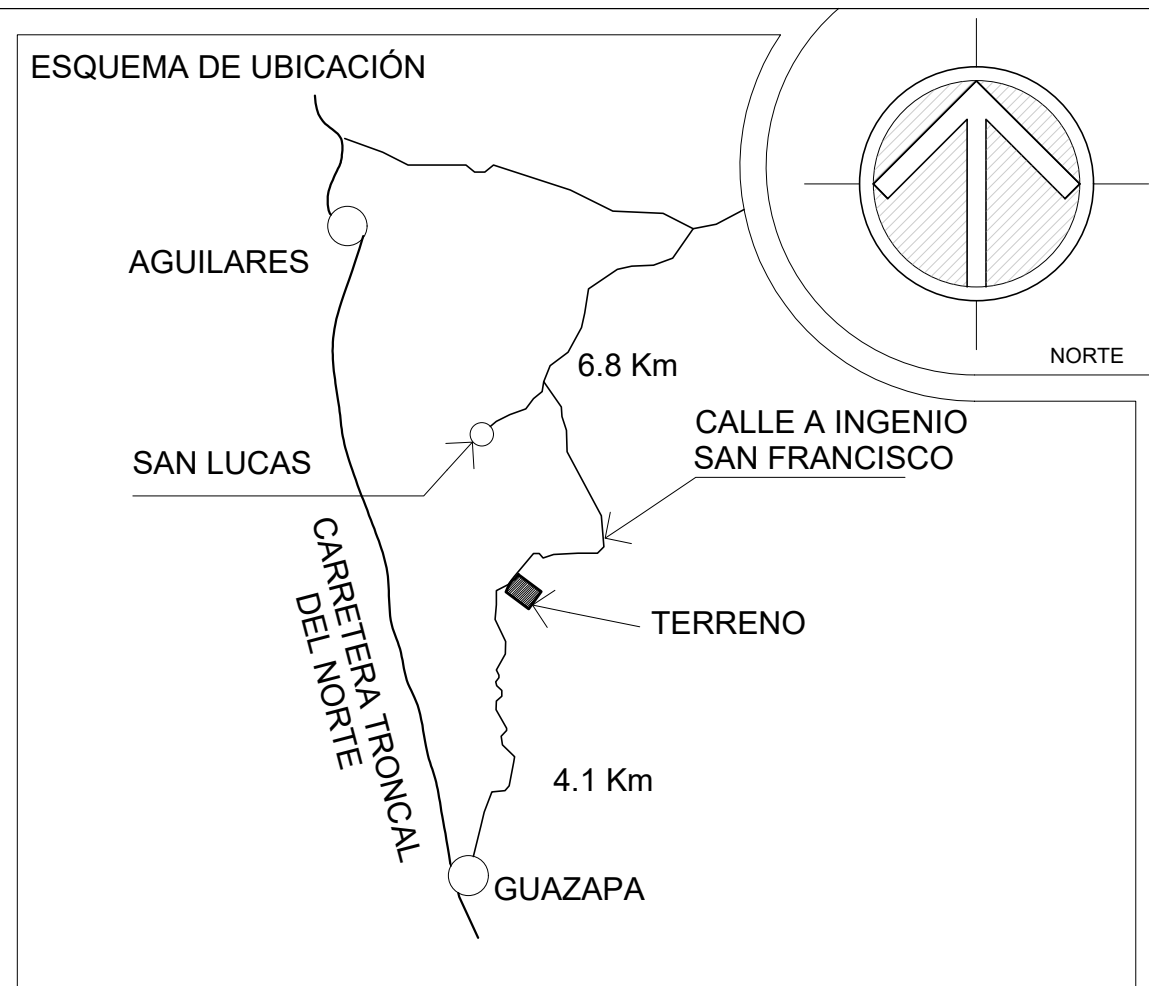 ESQUEMA DE UBICACIÓN
NORTE
AGUILARES
6.8 Km
CALLE A INGENIO
SAN FRANCISCO
SAN LUCAS
CARRETERA TRONCAL
DEL NORTE
TERRENO
4.1 Km
GUAZAPA